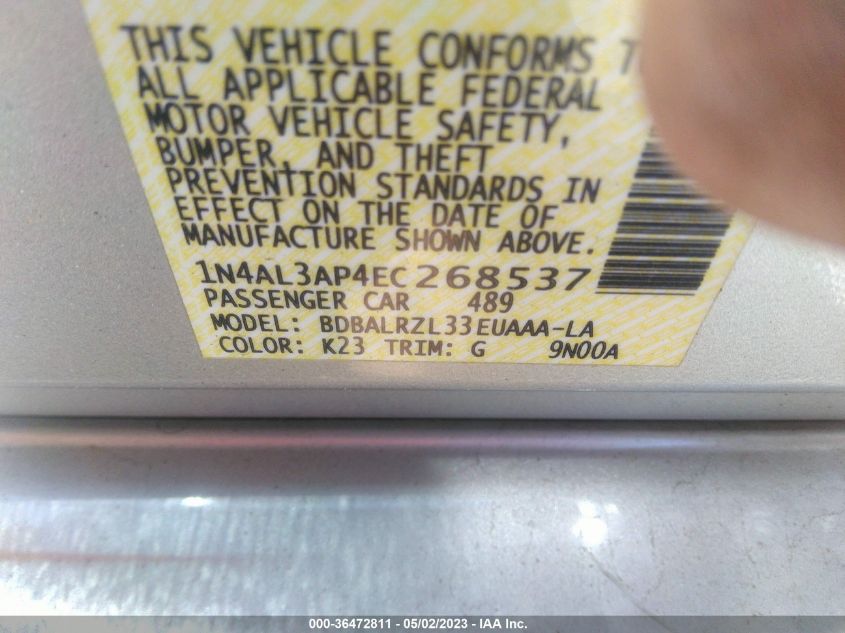 THIS VEHICLE CONFORMS
ALL APPLICABLE FEDERAL
MOTOR VEHICLE SAFETY,
BUMPER, AND THEFT
PREVENTION STANDARDS IN
EFFECT ON THE DATE OF
MANUFACTURE SHOWN ABOVE.
1N4AL3AP4EC268537
PASSENGER CAR 489
MODEL: BDBALRZL33EUAAA-LA
COLOR: K23 TRIM: G 9N00A
000-36472811 - 05/02/2023 - IAA Inc.